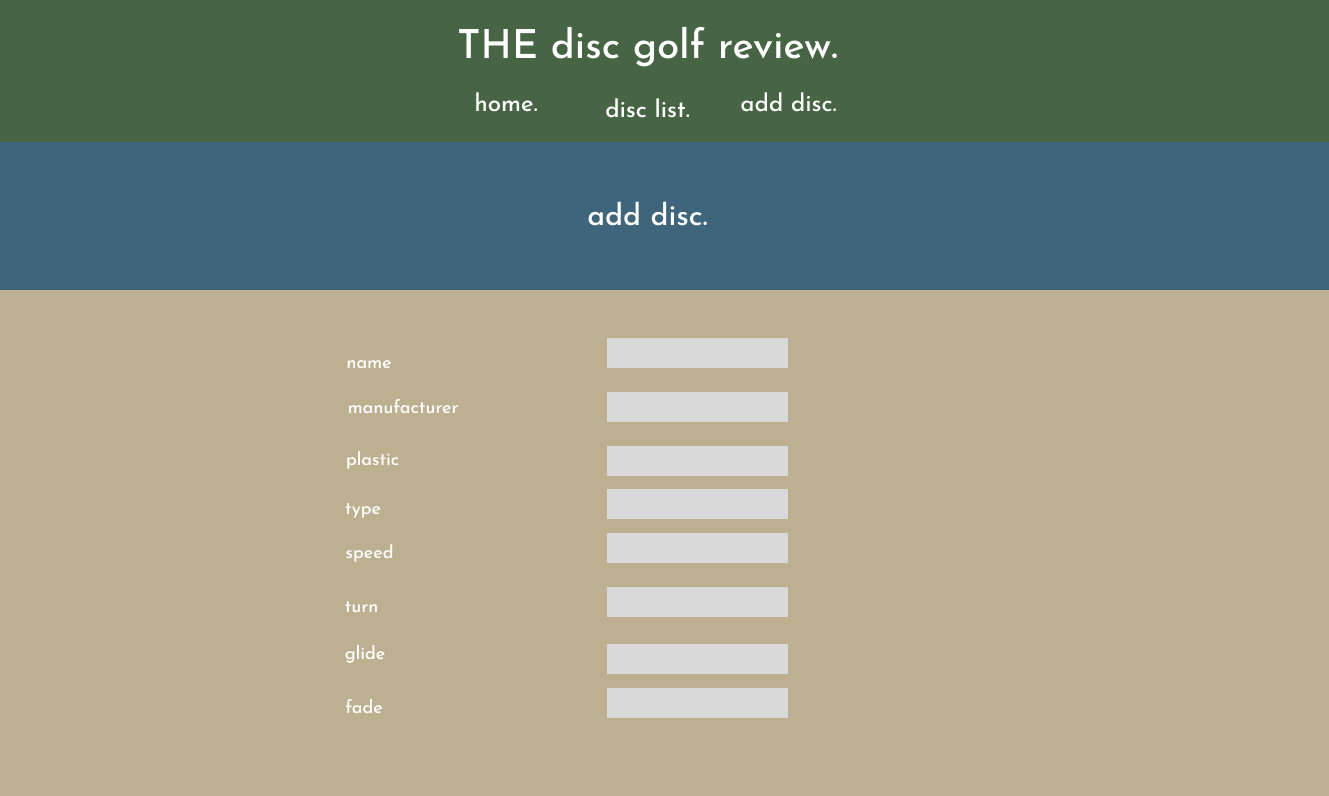 THE disc golf review.
home. disc list. add disc.
add disc.
name
manufacturer
plastic
type
speed
turn
glide
fade